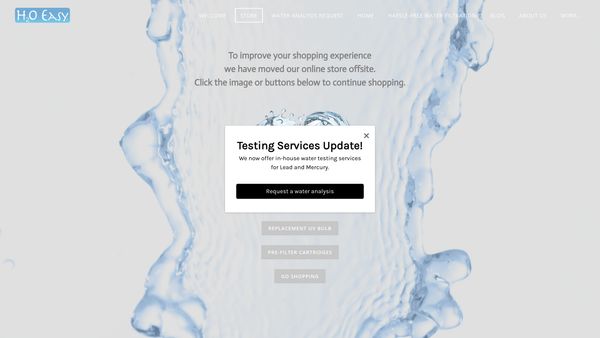 H2O Easy
WELCOME
STORE
WATER ANALYSIS REQUEST
HOME
HASSLE-FREE WATER FILTRATION
BLOG
ABOUT US
MORE...
To improve your shopping experience
we have moved our online store offsite.
Click the image or buttons below to continue shopping.
Testing Services Update!
We now offer in-house water testing services
for Lead and Mercury.
Request a water analysis
REPLACEMENT UV BULB
PRE-FILTER CARTRIDGES
GO SHOPPING